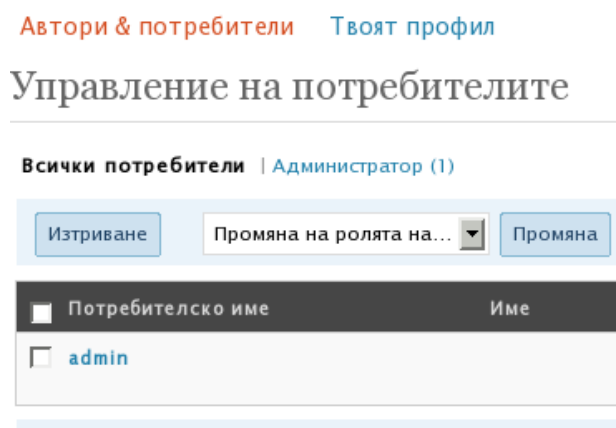 Автори & потребители Твоят профил
Управление на потребителите
Всички потребители | Администратор (1)
Изтриване Промяна на ролята на... Промяна
Потребителско име Име
admin